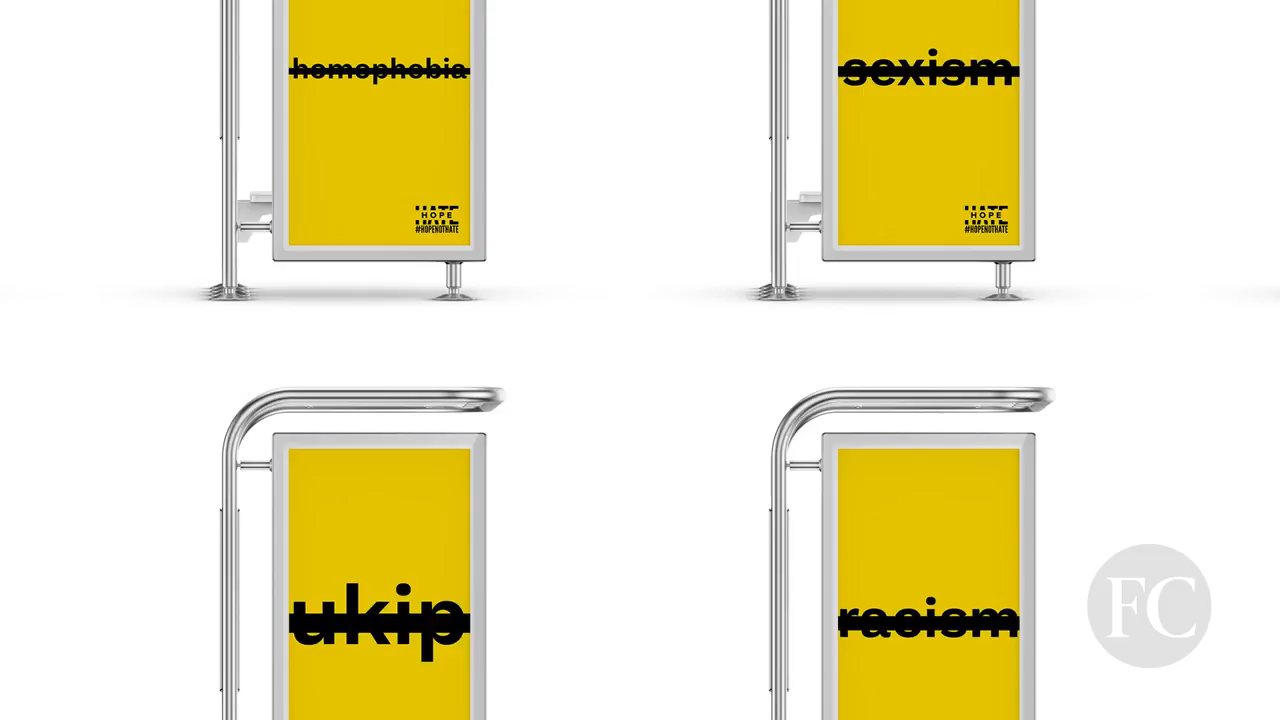 homophobia
HATE
HOPE
#HOPENOTHATE
sexism
HATE
HOPE
#HOPENOTHATE
ukip
racism
FC